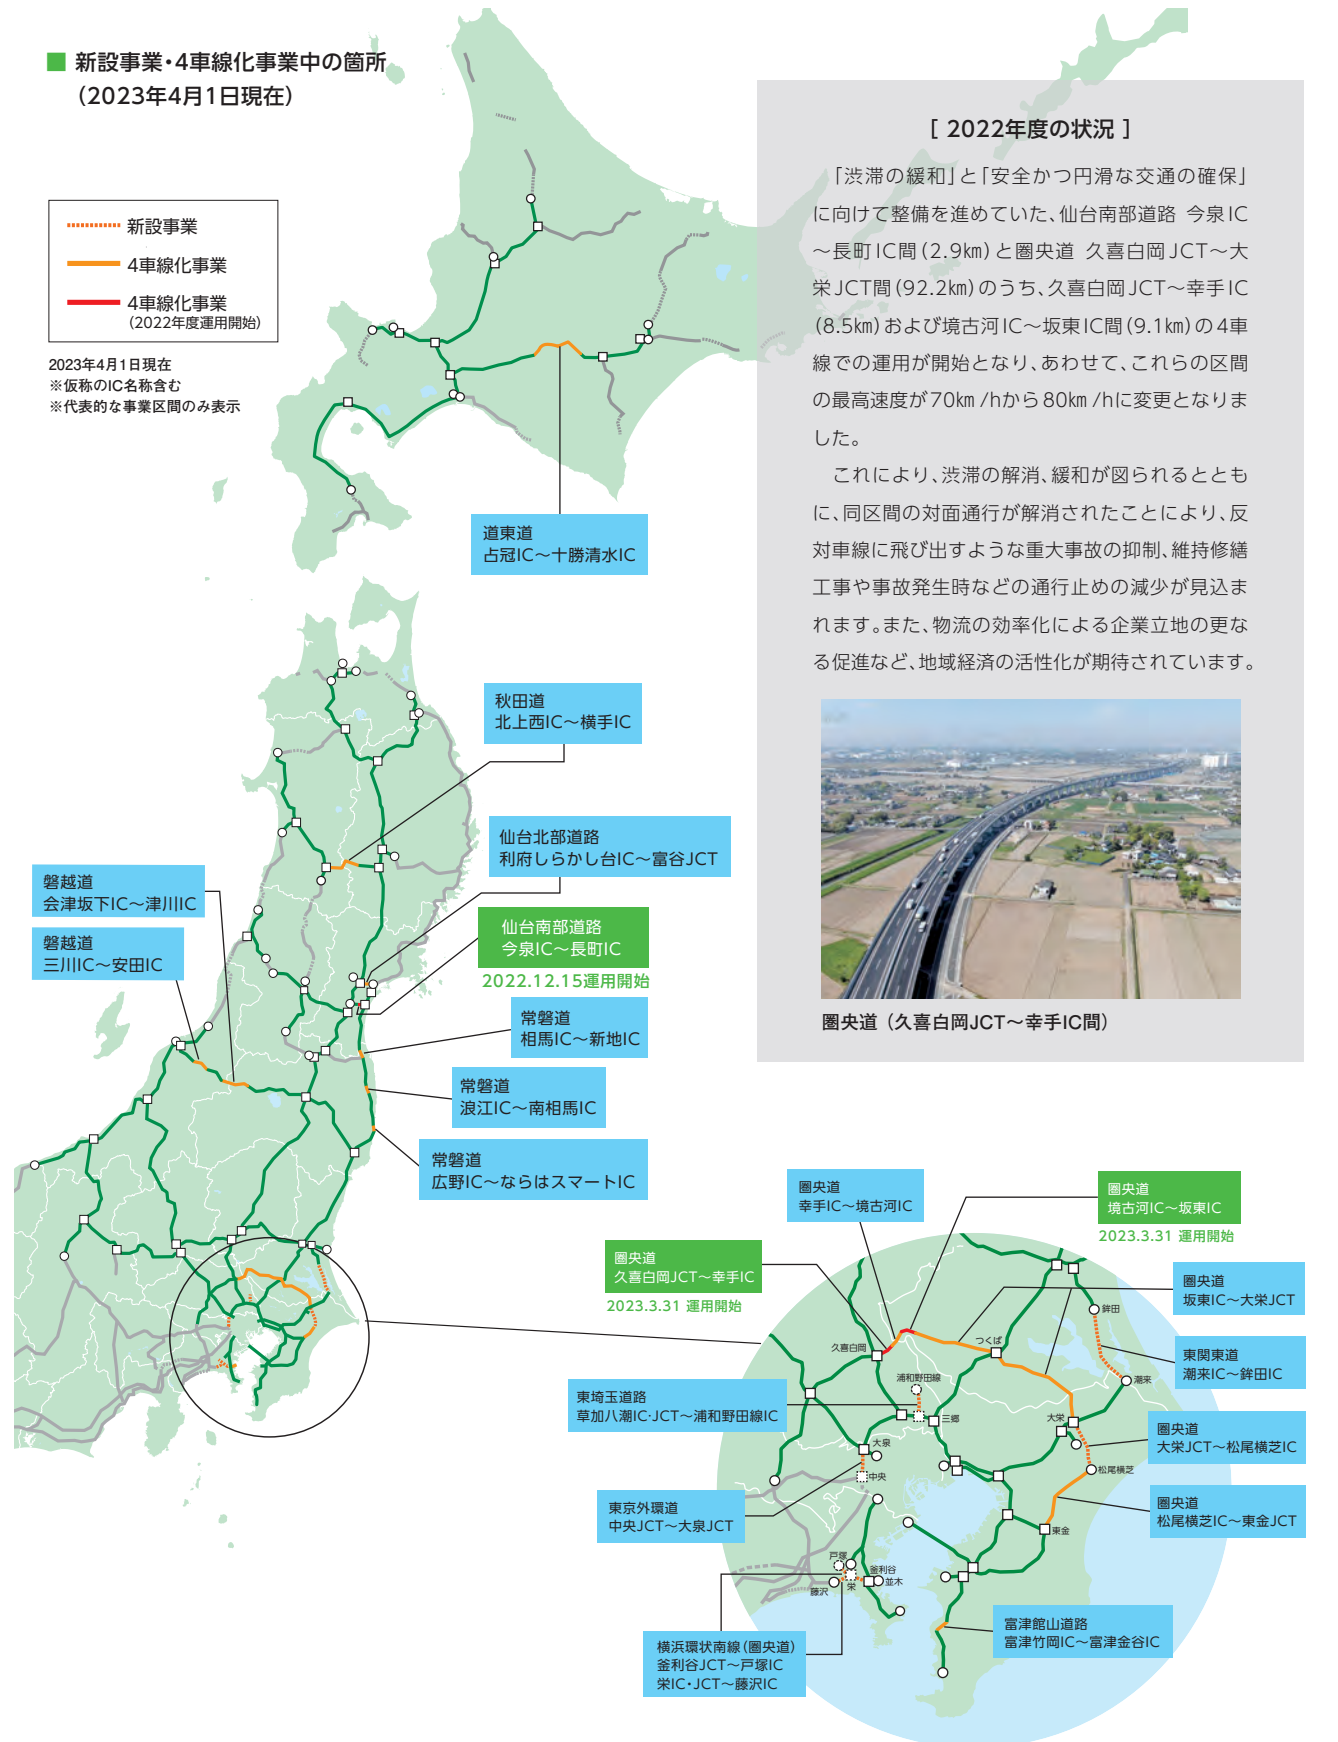 ■ 新設事業・4車線化事業中の箇所
（2023年4月1日現在）
新設事業
4車線化事業
4車線化事業
（2022年度運用開始）
2023年4月1日現在
※仮称のIC名称含む
※代表的な事業区間のみ表示
[ 2022年度の状況 ]
「渋滞の緩和」と「安全かつ円滑な交通の確保」
に向けて整備を進めていた、仙台南部道路 今泉IC
～長町IC間（2.9㎞）と圏央道 久喜白岡JCT～大
栄JCT間（92.2㎞）のうち、久喜白岡JCT～幸手IC
（8.5㎞）および境古河IC～坂東IC間（9.1㎞）の4車
線での運用が開始となり、あわせて、これらの区間
の最高速度が70㎞/hから80㎞/hに変更となりま
した。
これにより、渋滞の解消、緩和が図られるととも
に、同区間の対面通行が解消されたことにより、反
対車線に飛び出すような重大事故の抑制、維持修繕
工事や事故発生時などの通行止めの減少が見込ま
れます。また、物流の効率化による企業立地の更な
る促進など、地域経済の活性化が期待されています。
圏央道（久喜白岡JCT～幸手IC間）
道東道
占冠IC～十勝清水IC
秋田道
北上西IC～横手IC
仙台北部道路
利府しらかし台IC～富谷JCT
磐越道
会津坂下IC～津川IC
磐越道
三川IC～安田IC
仙台南部道路
今泉IC～長町IC
2022.12.15運用開始
常磐道
相馬IC～新地IC
常磐道
浪江IC～南相馬IC
常磐道
広野IC～ならはスマートIC
圏央道
幸手IC～境古河IC
圏央道
境古河IC～坂東IC
2023.3.31 運用開始
圏央道
久喜白岡JCT～幸手IC
2023.3.31 運用開始
圏央道
坂東IC～大栄JCT
鉾田
つくば
久喜白岡
東関東道
潮来IC～鉾田IC
浦和野田線
潮来
東埼玉道路
草加八潮IC・JCT～浦和野田線IC
三郷
大栄
圏央道
大栄JCT～松尾横芝IC
大泉
中央
松尾横芝
東京外環道
中央JCT～大泉JCT
圏央道
松尾横芝IC～東金JCT
東金
戸塚
釜利谷
並木
藤沢
栄
富津館山道路
富津竹岡IC～富津金谷IC
横浜環状南線（圏央道）
釜利谷JCT～戸塚IC
栄IC・JCT～藤沢IC